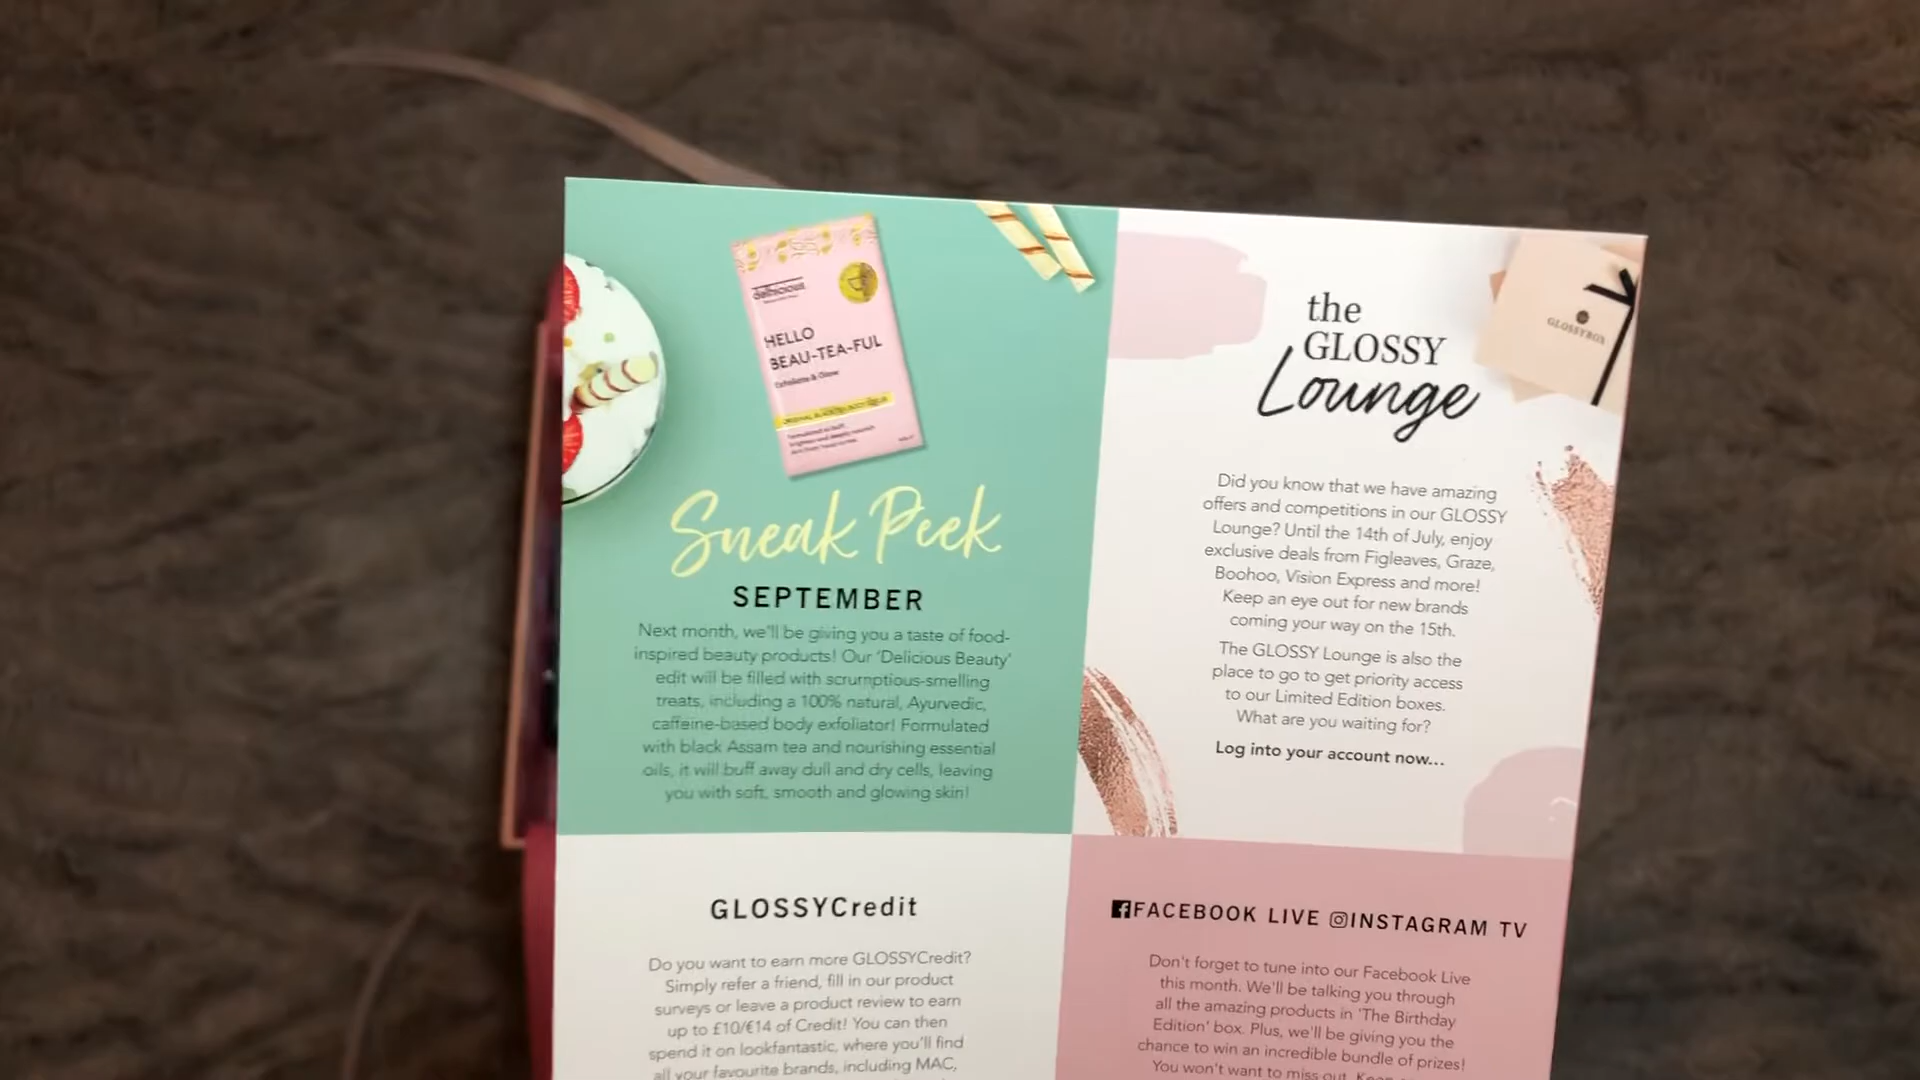 delhicious
HELLO
BEAU-TEA-FUL
Exfoliate & Glow
Sneak Peek
SEPTEMBER
Next month, we'll be giving you a taste of food-
inspired beauty products! Our 'Delicious Beauty'
edit will be filled with scrumptious-smelling
treats, including a 100% natural, Ayurvedic,
caffeine-based body exfoliator! Formulated
with black Assam tea and nourishing essential
oils, it will buff away dull and dry cells, leaving
you with soft, smooth and glowing skin!
the
GLOSSY
Lounge
GLOSSYBOX
Did you know that we have amazing
offers and competitions in our GLOSSY
Lounge? Until the 14th of July, enjoy
exclusive deals from Figleaves, Graze,
Boohoo, Vision Express and more!
Keep an eye out for new brands
coming your way on the 15th.
The GLOSSY Lounge is also the
place to go to get priority access
to our Limited Edition boxes.
What are you waiting for?
Log into your account now...
GLOSSYCredit
Do you want to earn more GLOSSYCredit?
Simply refer a friend, fill in our product
surveys or leave a product review to earn
up to £10/€14 of Credit! You can then
spend it on lookfantastic, where you'll find
all your favourite brands, including MAC,
FACEBOOK LIVE INSTAGRAM TV
Don't forget to tune into our Facebook Live
this month. We'll be talking you through
all the amazing products in 'The Birthday
Edition' box. Plus, we'll be giving you the
chance to win an incredible bundle of prizes!
You won't want to miss out.